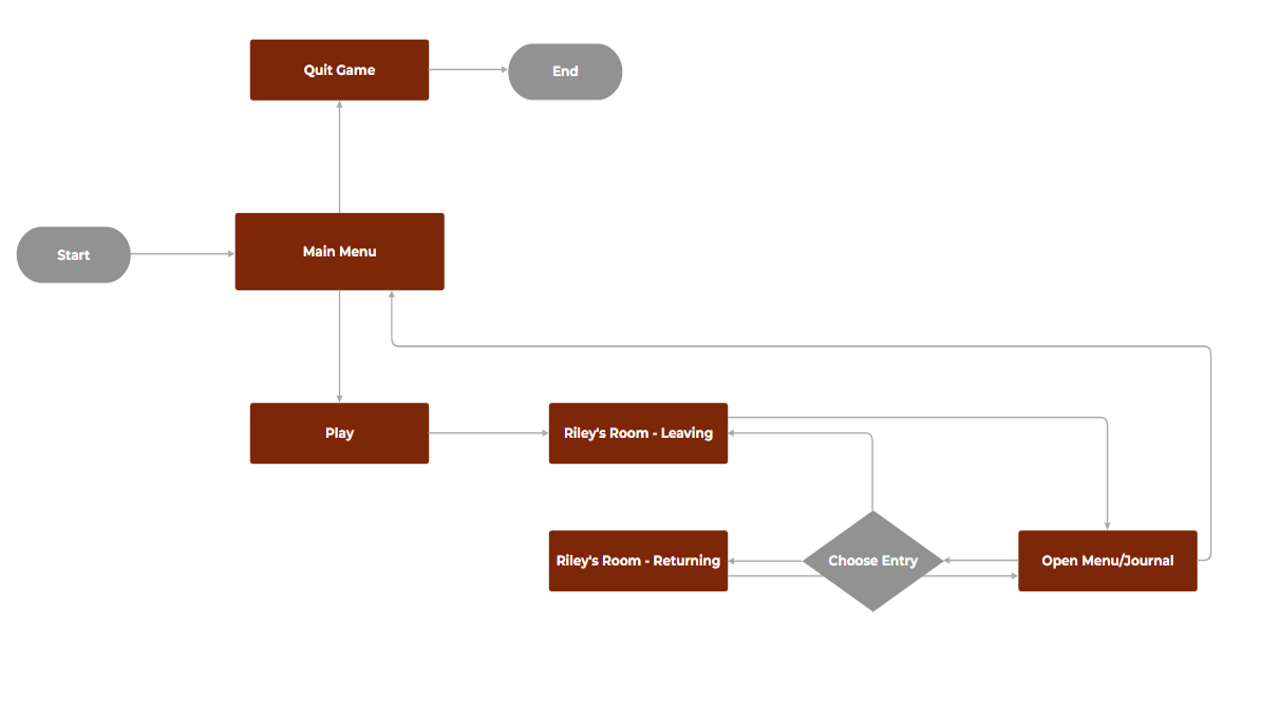 Quit Game
End
Start
Main Menu
Play
Riley's Room - Leaving
Riley's Room - Returning
Choose Entry
Open Menu/Journal